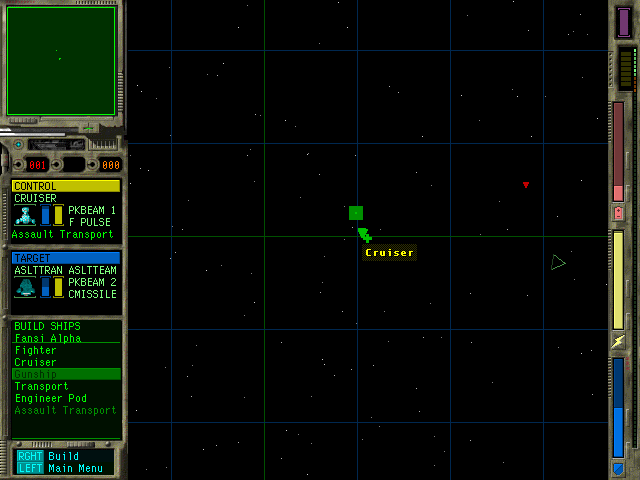 001
000
CONTROL
CRUISER
PKBEAM 1
F PULSE
Assault Transport
TARGET
ASLTTRAN ASLTTEAM
PKBEAM 2
CMISSILE
BUILD SHIPS
Fansi Alpha
Fighter
Cruiser
Gunship
Transport
Engineer Pod
Assault Transport
RGHT Build
LEFT Main Menu
Cruiser